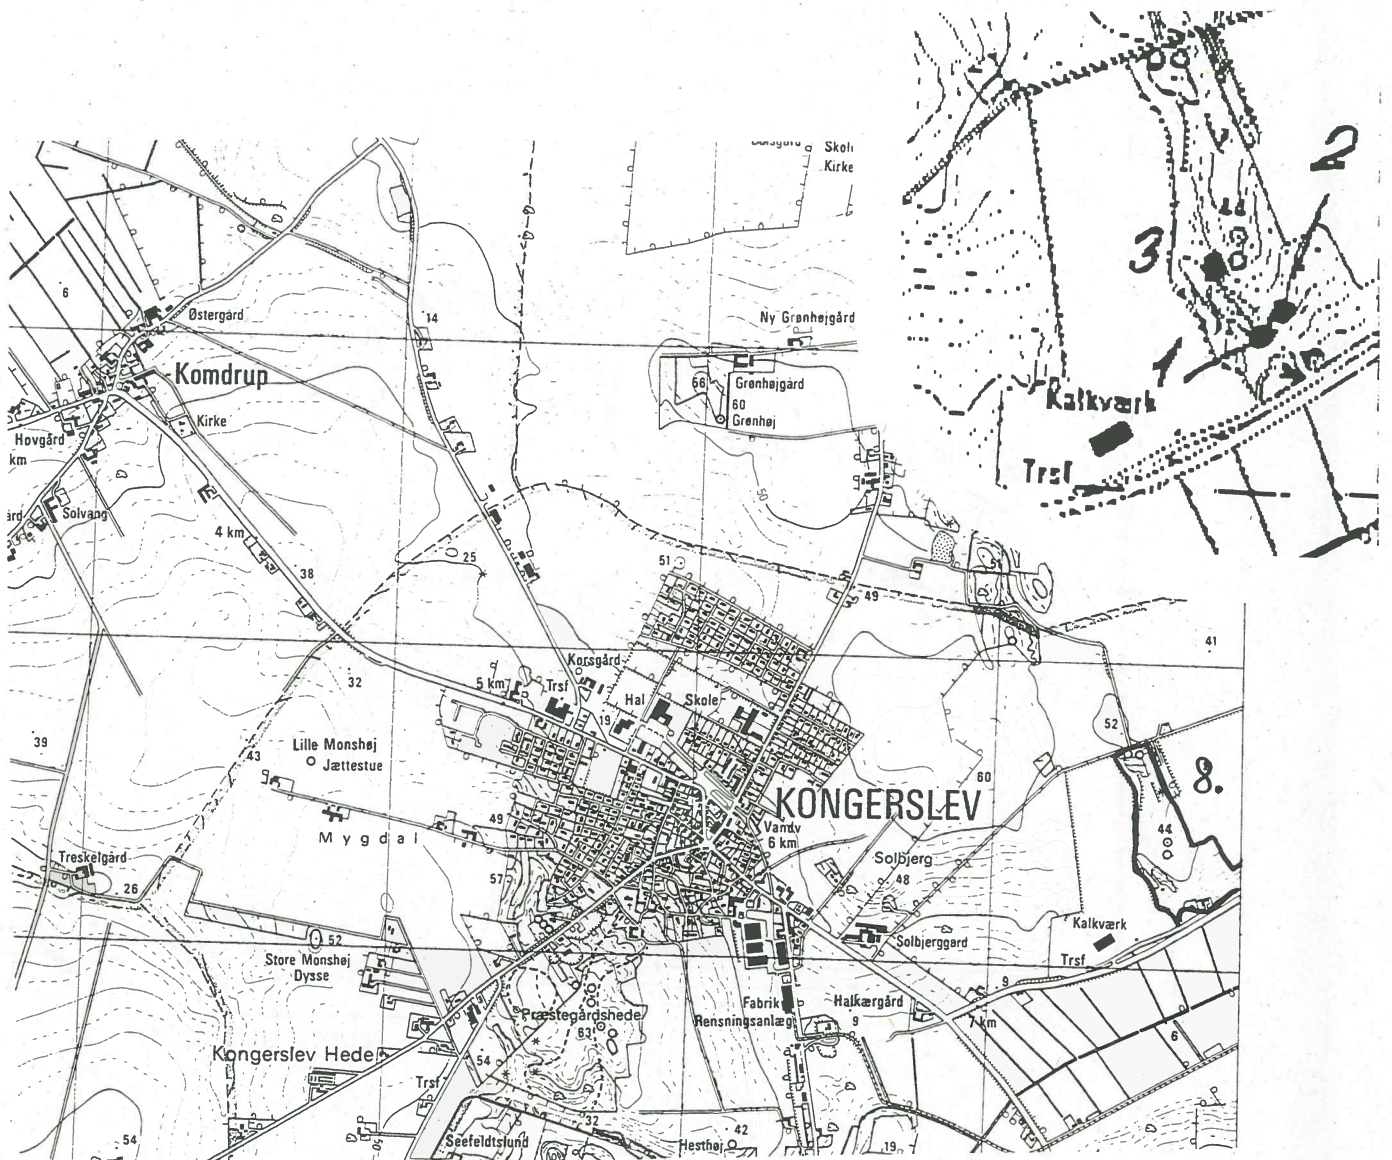 2
3
1
Kalkværk
Trsf
Skole
Kirke
6
Østergård
14
Ny Grønhøjgård
Komdrup
66
Grønhøjgård
60
Grønhøj
Kirke
Hovgård
km
50
Solvang
4 km
25
51
38
49
41
32
Korsgård
5 km
Trsf
Hal
Skole
19
52
39
43
Lille Monshøj
Jættestue
60
8.
KONGERSLEV
49
Vandv
6 km
44
Mygdal
Treskelgård
57
Solbjerg
48
26
52
Store Monshøj
Dysse
Solbjerggård
Kalkværk
Trsf
9
Fabrik
Halkærgård
Præstegårdshede
Rensningsanlæg
9
7 km
63
6
Kongerslev Hede
54
Trsf
32
54
50
Seefeldtslund
42
Hesthøj
19